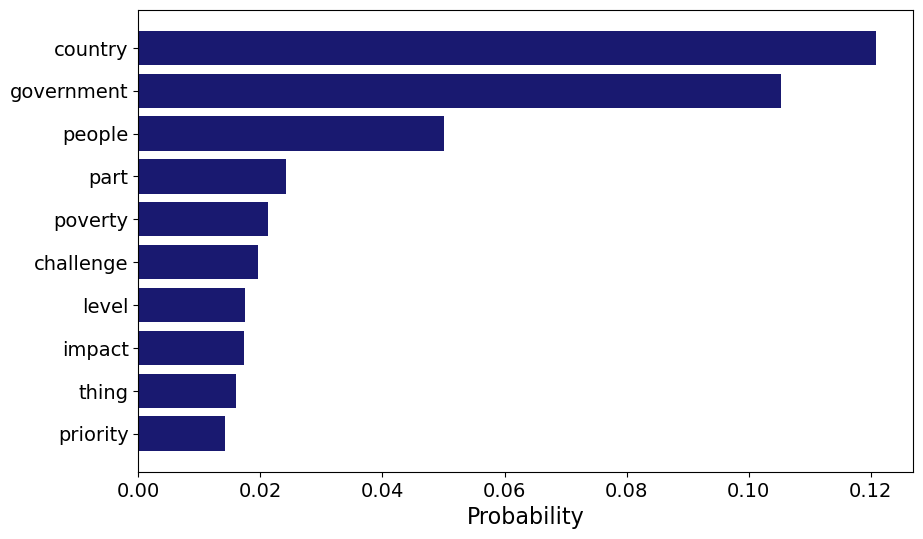 country
government
people
part
poverty
challenge
level
impact
thing
priority
0.00 0.02 0.04 0.06 0.08 0.10 0.12
Probability